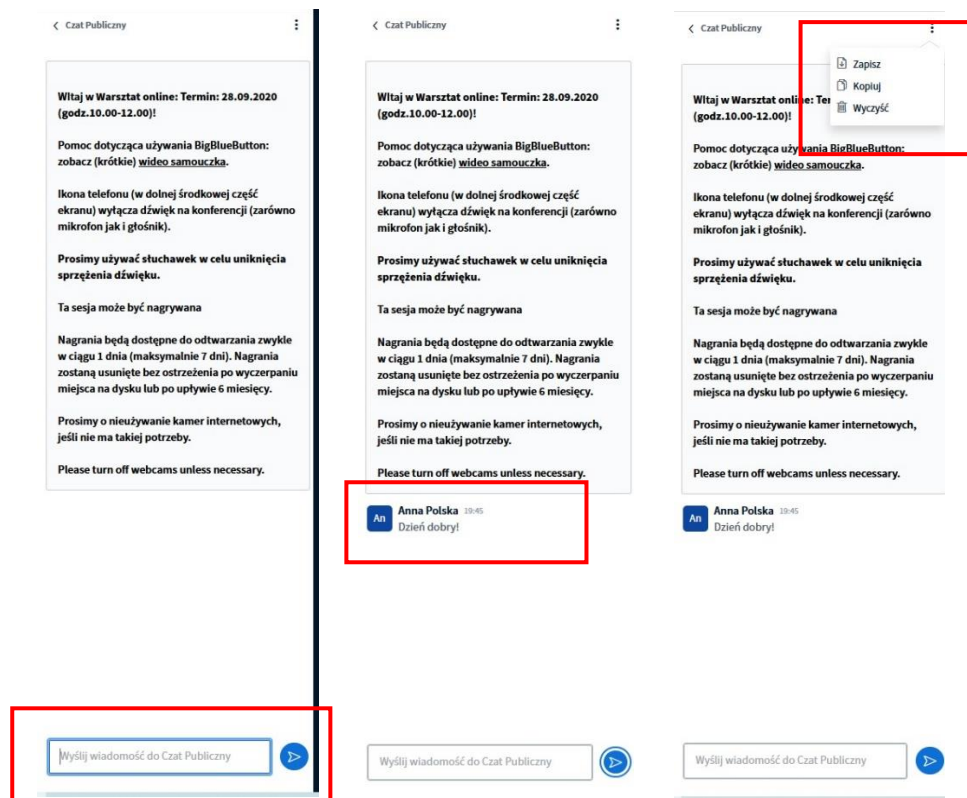 Czat Publiczny
WItaj w Warsztat online: Termin: 28.09.2020
(godz.10.00-12.00)!
Pomoc dotycząca używania BigBlueButton:
zobacz (krótkie) wideo samouczka.
Ikona telefonu (w dolnej środkowej część
ekranu) wyłącza dźwięk na konferencji (zarówno
mikrofon jak i głośnik).
Prosimy używać słuchawek w celu uniknięcia
sprzężenia dźwięku.
Ta sesja może być nagrywana
Nagrania będą dostępne do odtwarzania zwykle
w ciągu 1 dnia (maksymalnie 7 dni). Nagrania
zostaną usunięte bez ostrzeżenia po wyczerpaniu
miejsca na dysku lub po upływie 6 miesięcy.
Prosimy o nieużywanie kamer internetowych,
jeśli nie ma takiej potrzeby.
Please turn off webcams unless necessary.
Wyślij wiadomość do Czat Publiczny
Czat Publiczny
WItaj w Warsztat online: Termin: 28.09.2020
(godz.10.00-12.00)!
Pomoc dotycząca używania BigBlueButton:
zobacz (krótkie) wideo samouczka.
Ikona telefonu (w dolnej środkowej część
ekranu) wyłącza dźwięk na konferencji (zarówno
mikrofon jak i głośnik).
Prosimy używać słuchawek w celu uniknięcia
sprzężenia dźwięku.
Ta sesja może być nagrywana
Nagrania będą dostępne do odtwarzania zwykle
w ciągu 1 dnia (maksymalnie 7 dni). Nagrania
zostaną usunięte bez ostrzeżenia po wyczerpaniu
miejsca na dysku lub po upływie 6 miesięcy.
Prosimy o nieużywanie kamer internetowych,
jeśli nie ma takiej potrzeby.
Please turn off webcams unless necessary.
An Anna Polska 19:45
Dzień dobry!
Wyślij wiadomość do Czat Publiczny
Czat Publiczny
Zapisz
Kopiuj
Wyczyść
WItaj w Warsztat online: Ter
(godz.10.00-12.00)!
Pomoc dotycząca używania BigBlueButton:
zobacz (krótkie) wideo samouczka.
Ikona telefonu (w dolnej środkowej część
ekranu) wyłącza dźwięk na konferencji (zarówno
mikrofon jak i głośnik).
Prosimy używać słuchawek w celu uniknięcia
sprzężenia dźwięku.
Ta sesja może być nagrywana
Nagrania będą dostępne do odtwarzania zwykle
w ciągu 1 dnia (maksymalnie 7 dni). Nagrania
zostaną usunięte bez ostrzeżenia po wyczerpaniu
miejsca na dysku lub po upływie 6 miesięcy.
Prosimy o nieużywanie kamer internetowych,
jeśli nie ma takiej potrzeby.
Please turn off webcams unless necessary.
An Anna Polska 19:45
Dzień dobry!
Wyślij wiadomość do Czat Publiczny